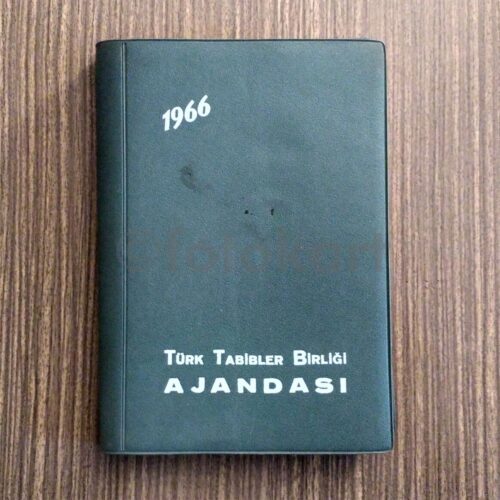 1966
Türk Tabibler Birliği
AJANDASI